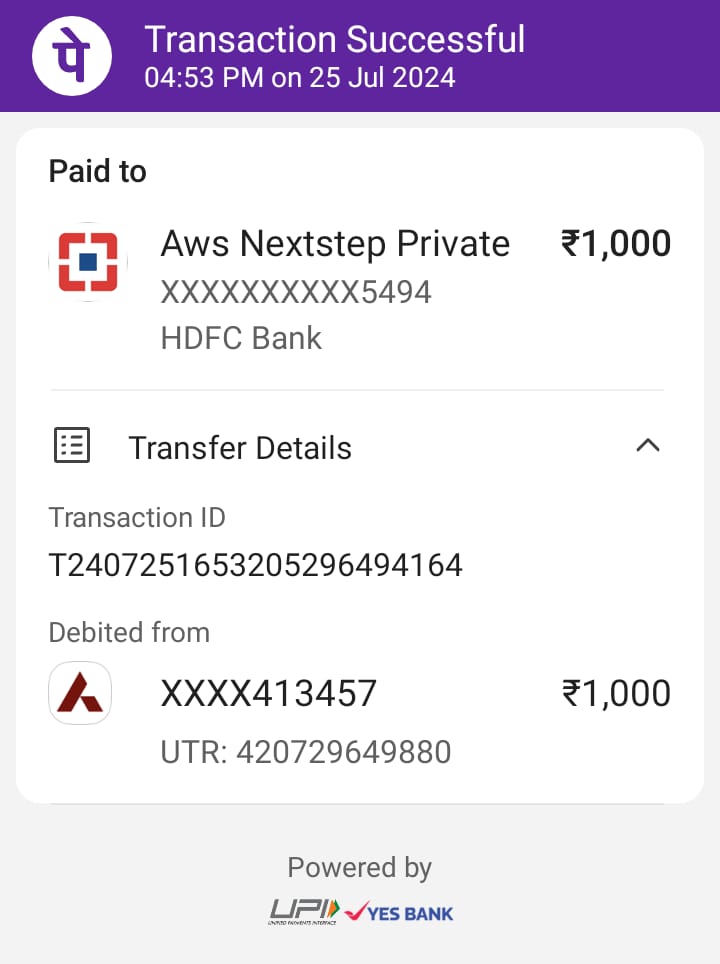 पे
Transaction Successful
04:53 PM on 25 Jul 2024
Paid to
Aws Nextstep Private ₹1,000
XXXXXXXXXX5494
HDFC Bank
Transfer Details
Transaction ID
T2407251653205296494164
Debited from
XXXX413457 ₹1,000
UTR: 420729649880
Powered by
UPI YES BANK
UNIFIED PAYMENTS INTERFACE